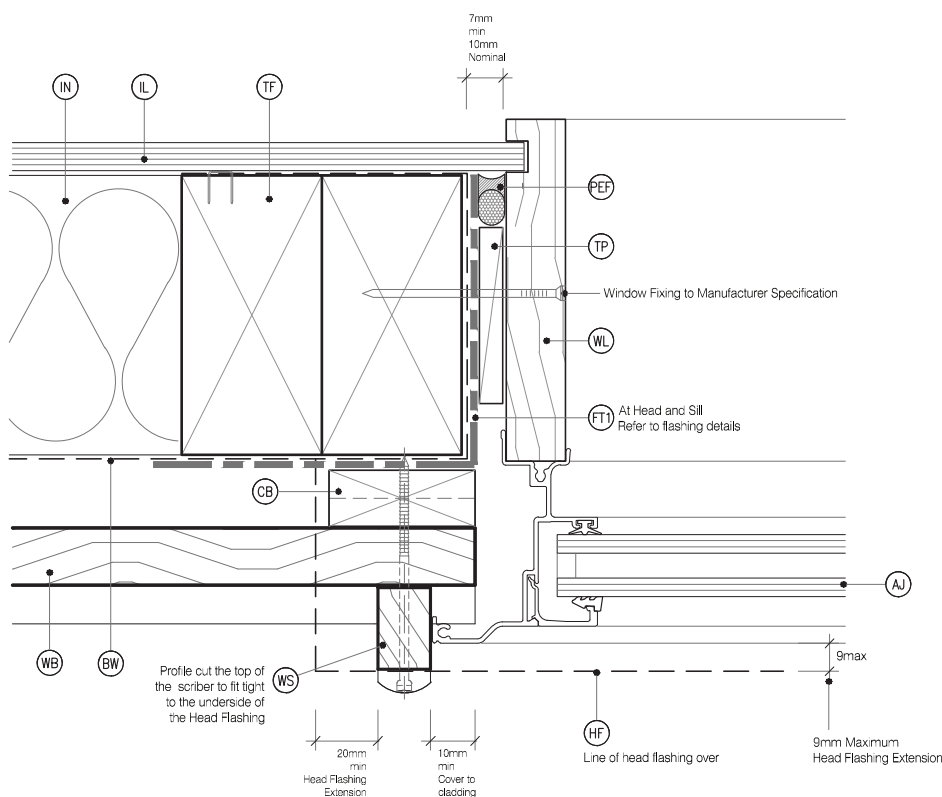 7mm
min
10mm
Nominal
IN
IL
TF
PEF
TP
Window Fixing to Manufacturer Specification
WL
FT1
At Head and Sill
Refer to flashing details
CB
AJ
WB
BW
9max
Profile cut the top of
the scriber to fit tight
to the underside of
the Head Flashing
WS
HF
Line of head flashing over
9mm Maximum
Head Flashing Extension
20mm
min
Head Flashing
Extension
10mm
min
Cover to
cladding